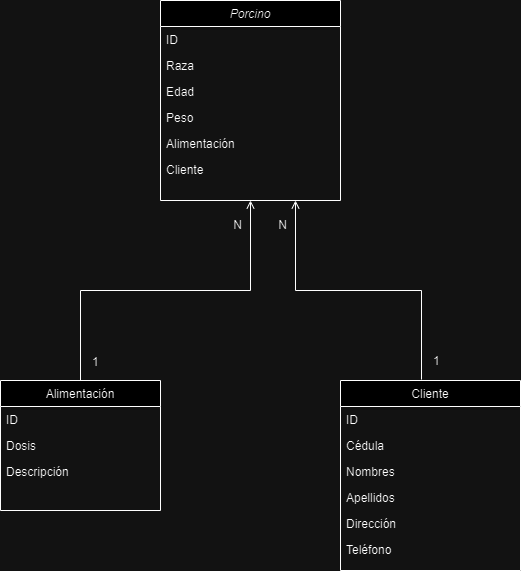 Porcino
ID
Raza
Edad
Peso
Alimentación
Cliente
N
N
1
1
Alimentación
ID
Dosis
Descripción
Cliente
ID
Cédula
Nombres
Apellidos
Dirección
Teléfono